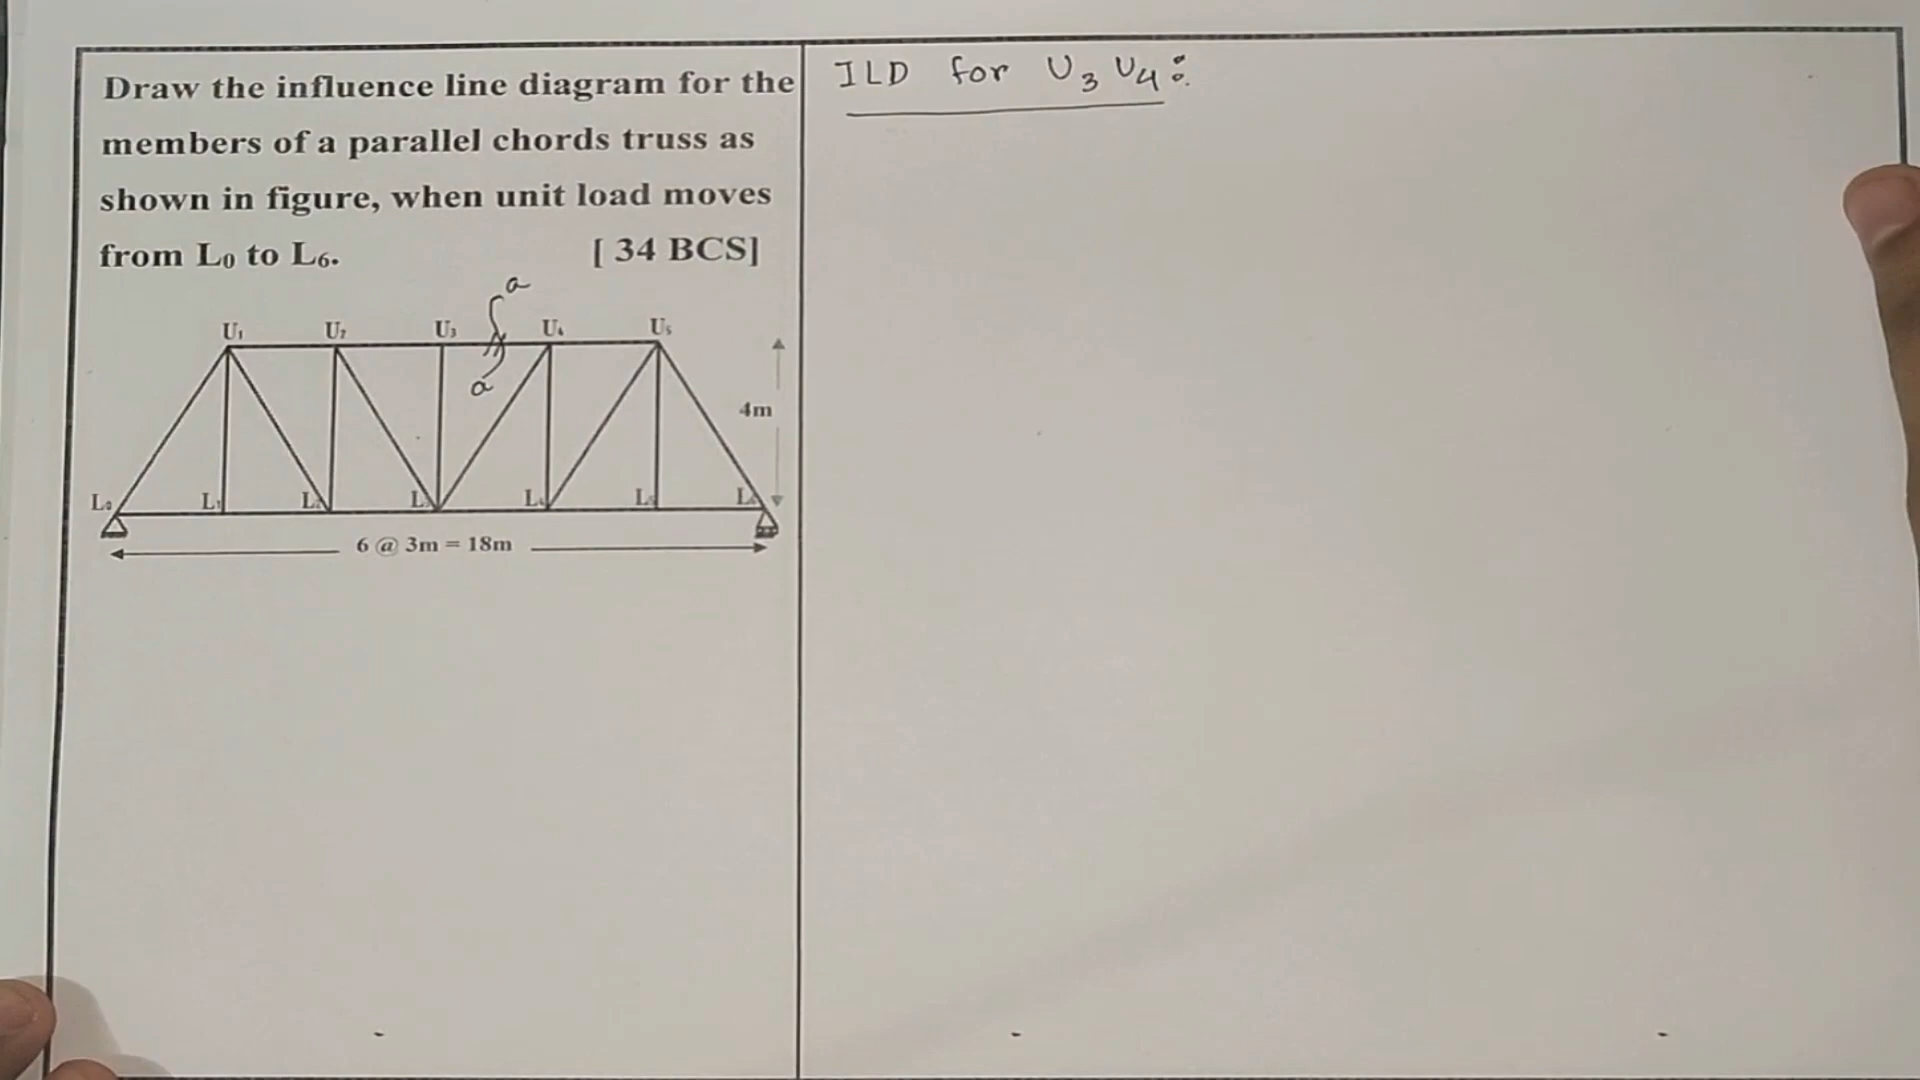 Draw the influence line diagram for the
members of a parallel chords truss as
shown in figure, when unit load moves
from L0 to L6. [ 34 BCS]
a
U1 U2 U3 U4 U5
a
4m
L0 L1 L2 L3 L4 L5 L6
6 @ 3m = 18m
ILD for U3 U4: